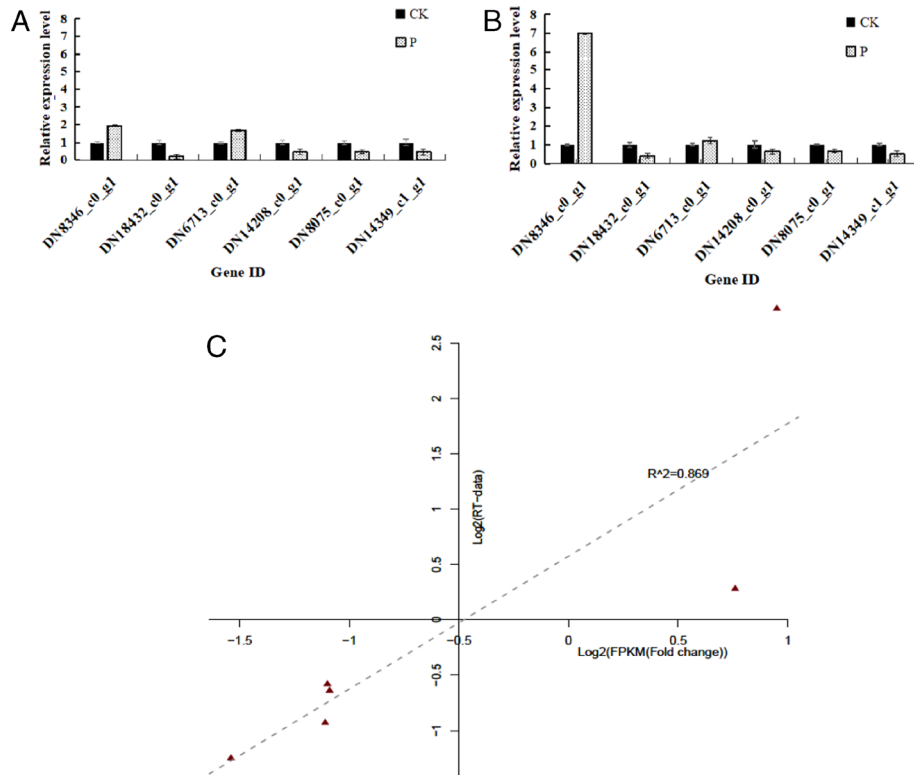 A
Relative expression level
8
7
6
5
4
3
2
1
0
CK
P
DN8346_c0_g1
DN18432_c0_g1
DN6713_c0_g1
DN14208_c0_g1
DN8075_c0_g1
DN14349_c1_g1
Gene ID
B
Relative expression level
8
7
6
5
4
3
2
1
0
CK
P
DN8346_c0_g1
DN18432_c0_g1
DN6713_c0_g1
DN14208_c0_g1
DN8075_c0_g1
DN14349_c1_g1
Gene ID
C
2.5
2
1.5
1
0.5
0
−0.5
−1
Log2(RT−data)
R^2=0.869
−1.5
−1
−0.5
0
0.5
1
Log2(FPKM(Fold change))